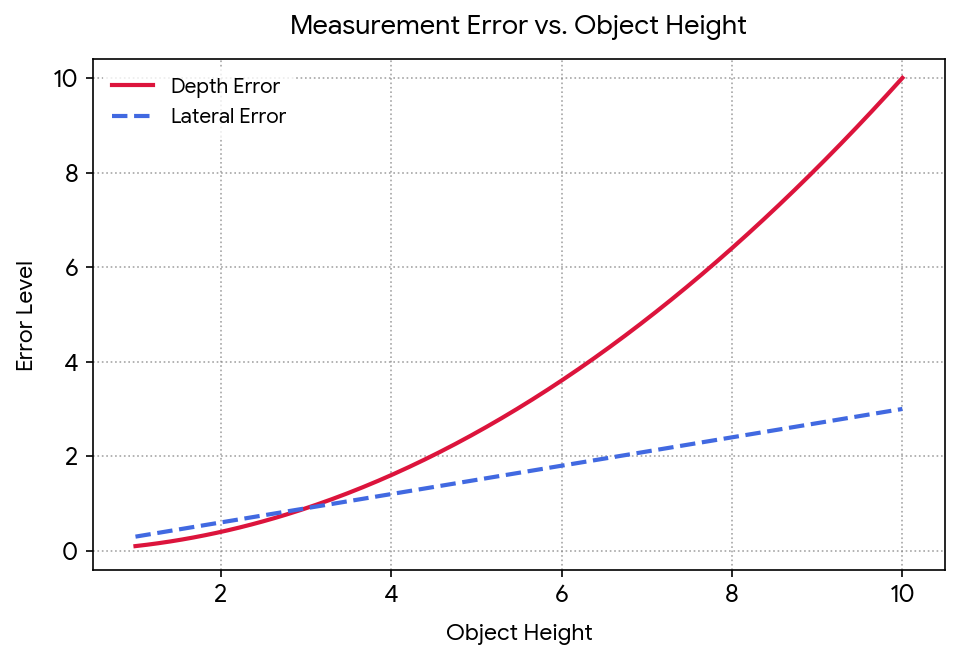 Measurement Error vs. Object Height
Depth Error
Lateral Error
10
8
6
4
2
0
Error Level
2 4 6 8 10
Object Height